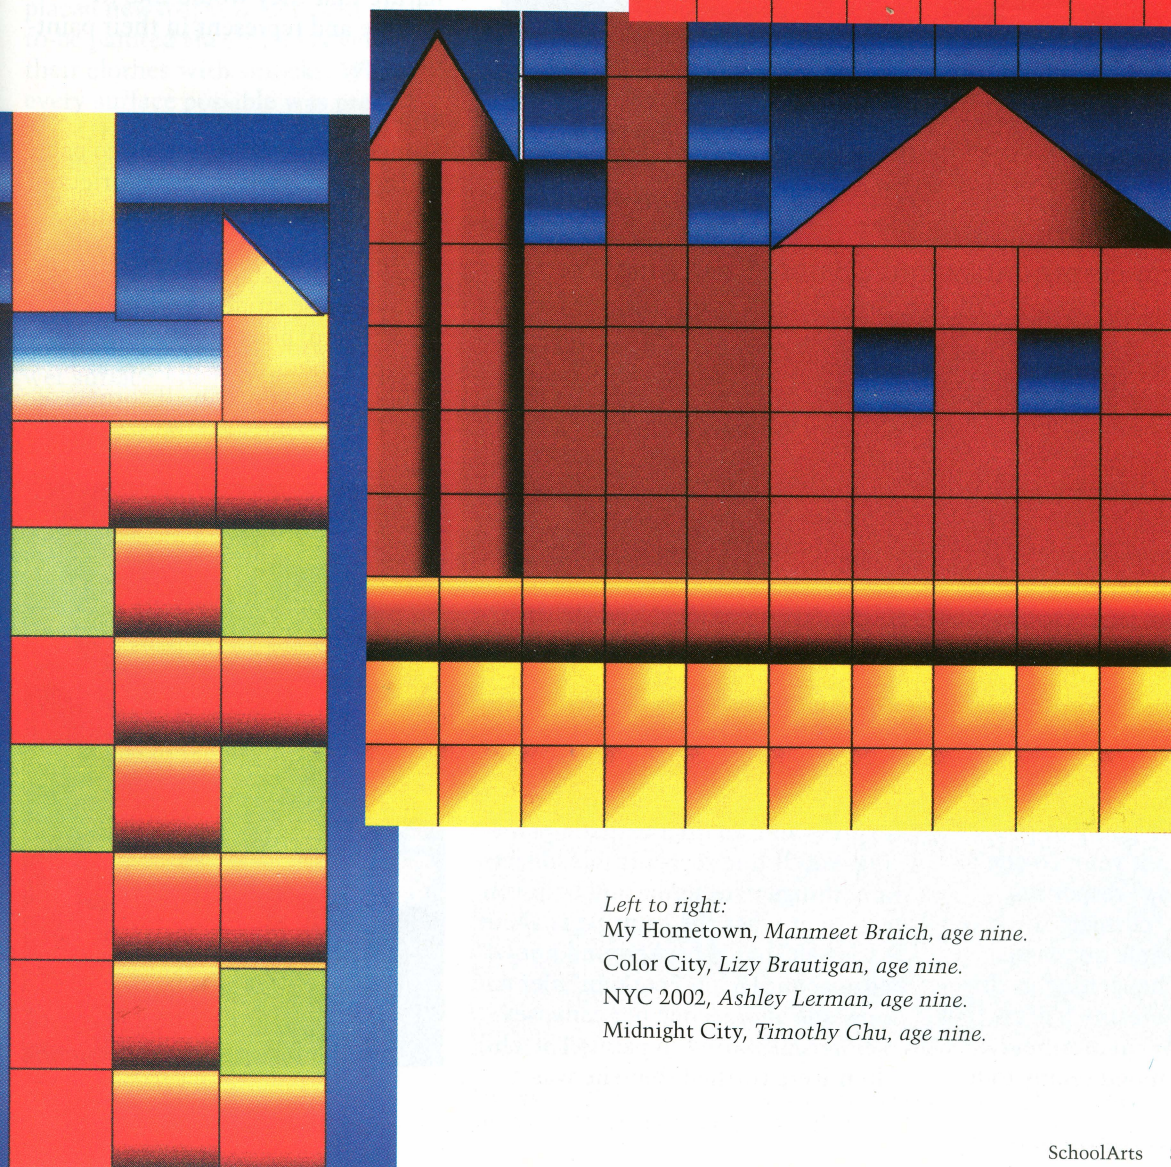 Left to right:
My Hometown, Manmeet Braich, age nine.
Color City, Lizy Brautigan, age nine.
NYC 2002, Ashley Lerman, age nine.
Midnight City, Timothy Chu, age nine.
SchoolArts